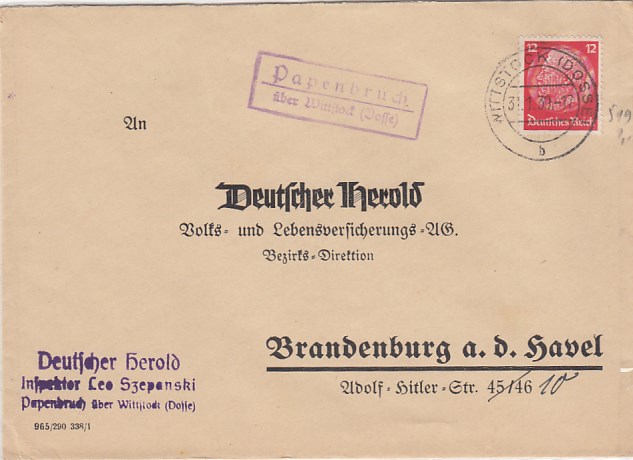 Papenbruch
über Wittstock (Dosse)
12 12
Deutsches Reich
WITTSTOCK (DOSSE)
b
An
Deutscher Herold
Volks- und Lebensversicherungs-AG.
Bezirks-Direktion
Brandenburg a. d. Havel
Adolf-Hitler-Str. 45/46 10
Deutscher Herold
Inspektor Leo Szepanski
Papenbruch über Wittstock (Dosse)
965/290 338/1